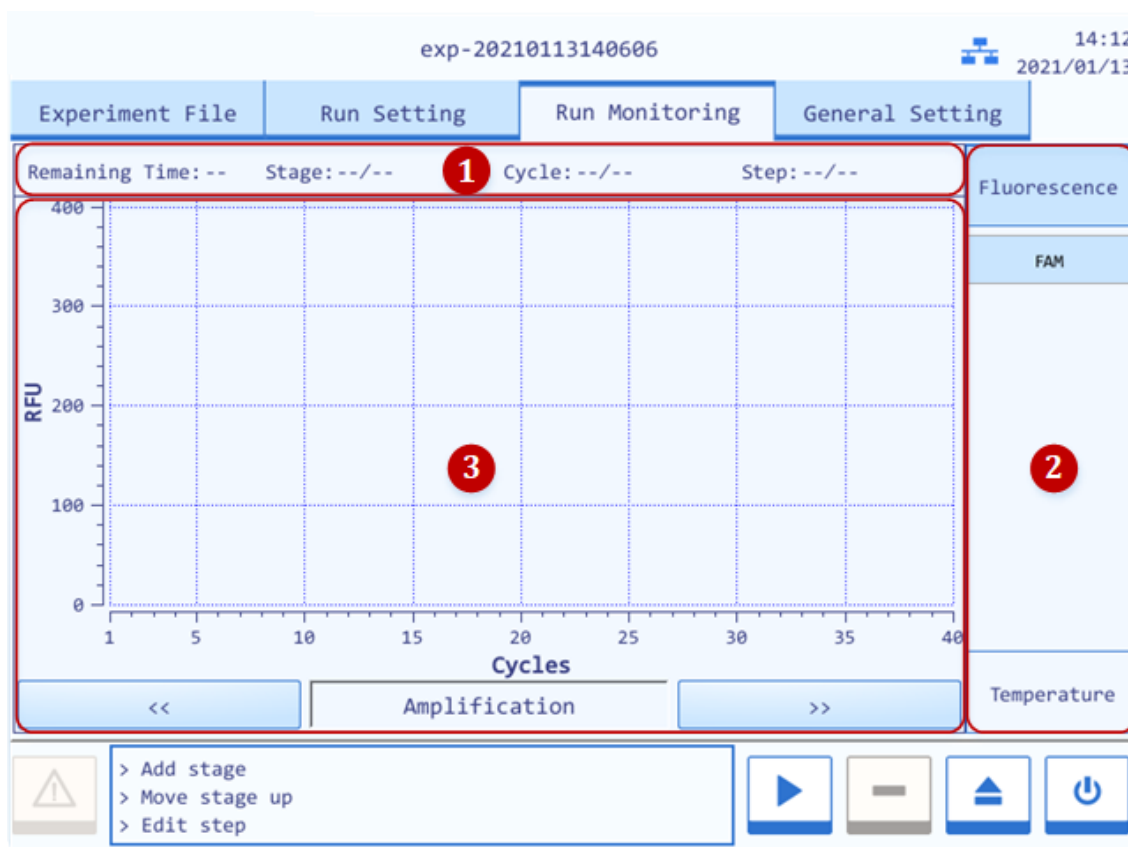 exp-20210113140606
14:12
2021/01/13
Experiment File
Run Setting
Run Monitoring
General Setting
Remaining Time:-- Stage:--/-- 1 Cycle:--/-- Step:--/--
Fluorescence
FAM
400
300
200
100
0
RFU
3
2
1 5 10 15 20 25 30 35 40
Cycles
<< Amplification >>
Temperature
> Add stage
> Move stage up
> Edit step